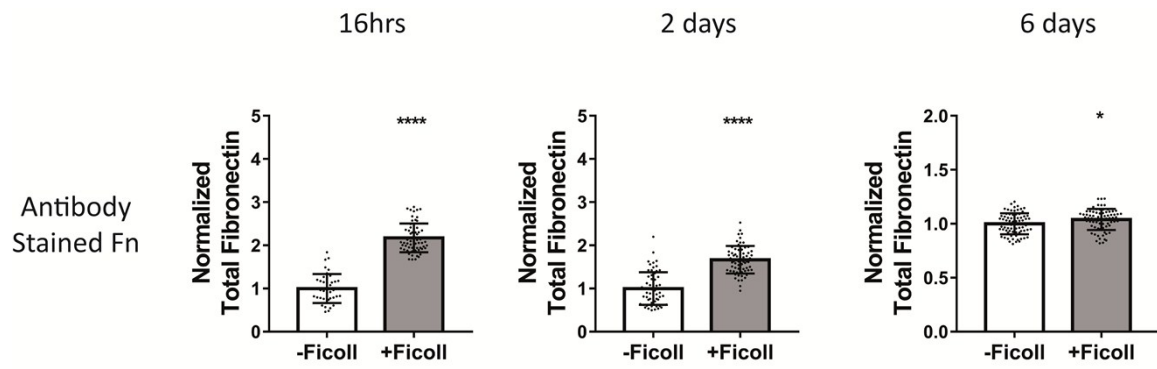 16hrs
2 days
6 days
Antibody
Stained Fn
Normalized
Total Fibronectin
5
4
3
2
1
0
****
-Ficoll +Ficoll
Normalized
Total Fibronectin
5
4
3
2
1
0
****
-Ficoll +Ficoll
Normalized
Total Fibronectin
2.0
1.5
1.0
0.5
0.0
*
-Ficoll +Ficoll